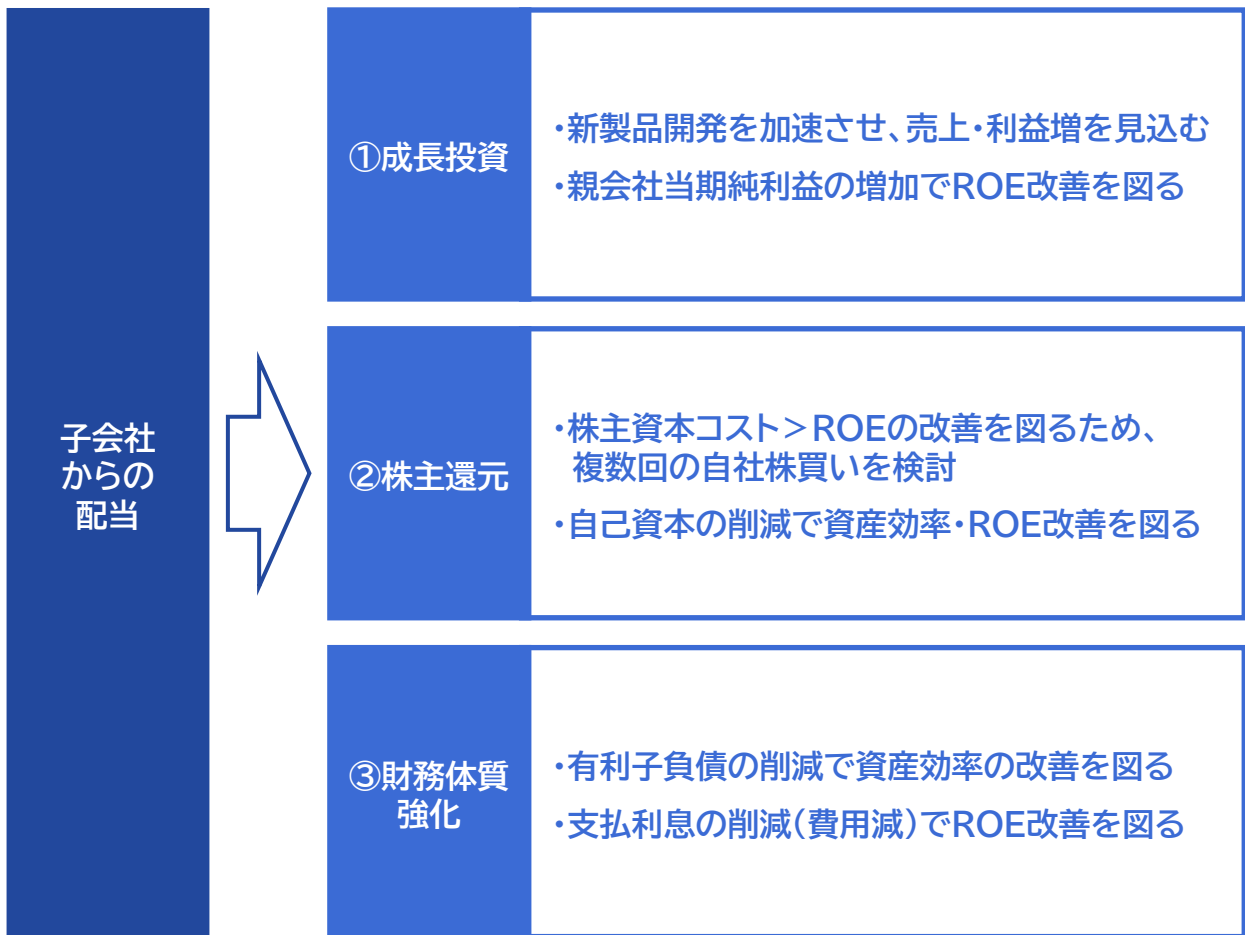 子会社
からの
配当
①成長投資
・新製品開発を加速させ、売上・利益増を見込む
・親会社当期純利益の増加でROE改善を図る
②株主還元
・株主資本コスト＞ROEの改善を図るため、
複数回の自社株買いを検討
・自己資本の削減で資産効率・ROE改善を図る
③財務体質
強化
・有利子負債の削減で資産効率の改善を図る
・支払利息の削減（費用減）でROE改善を図る